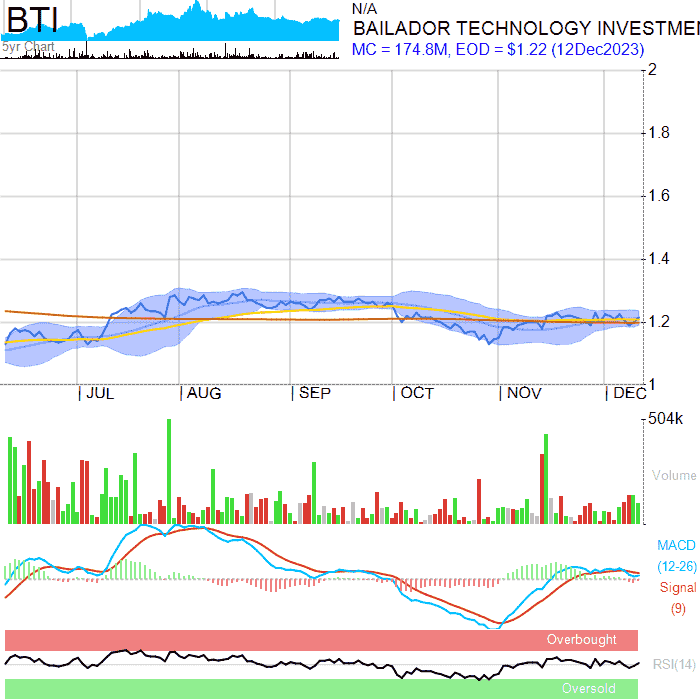 BTI
5yr Chart
N/A
BAILADOR TECHNOLOGY INVESTMEN
MC = 174.8M, EOD = $1.22 (12Dec2023)
2
1.8
1.6
1.4
1.2
1
JUL
AUG
SEP
OCT
NOV
DEC
504k
Volume
MACD
(12-26)
Signal
(9)
Overbought
RSI(14)
Oversold